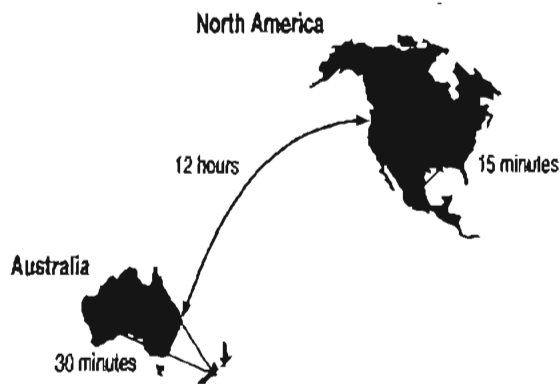 North America
12 hours
15 minutes
Australia
30 minutes